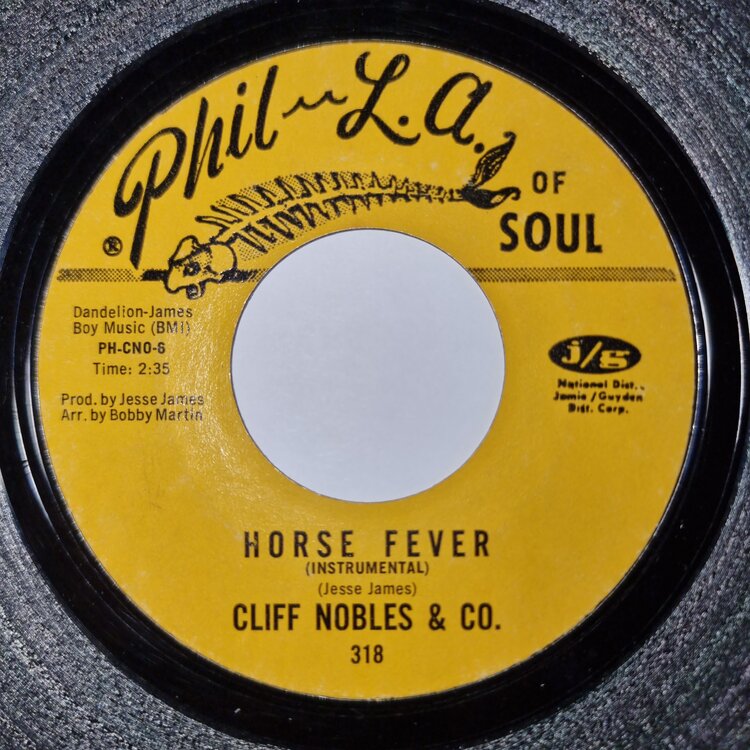 Phil-L.A.
OF
SOUL
®
Dandelion-James
Boy Music (BMI)
PH-CNO-6
Time: 2:35
Prod. by Jesse James
Arr. by Bobby Martin
j/g
National Dist.,
Jamie/Guyden
Dist. Corp.
HORSE FEVER
(INSTRUMENTAL)
(Jesse James)
CLIFF NOBLES & CO.
318